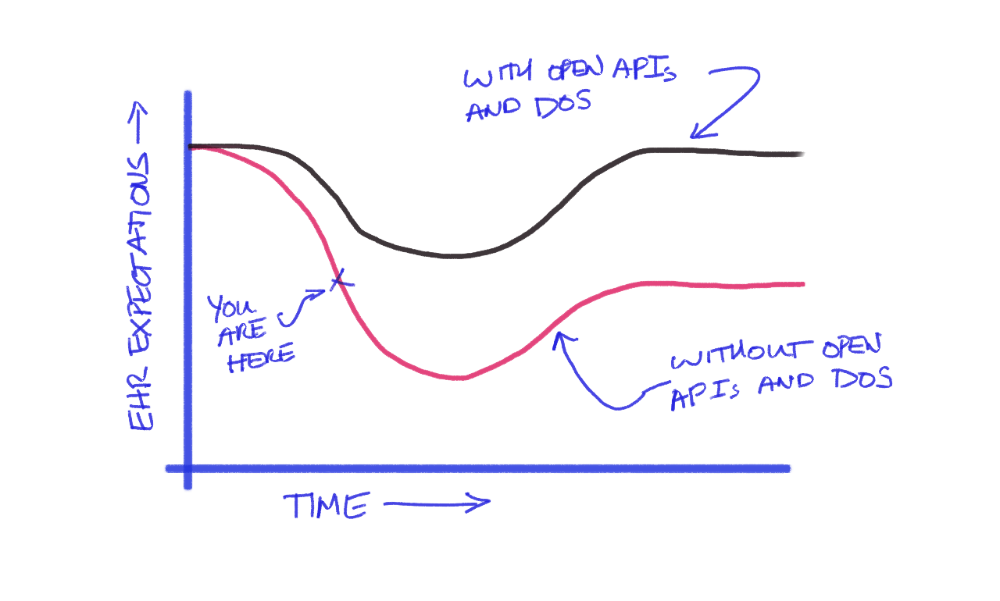 WITH OPEN APIs
AND DOS
EHR EXPECTATIONS
YOU
ARE
HERE
WITHOUT OPEN
APIs AND DOS
TIME